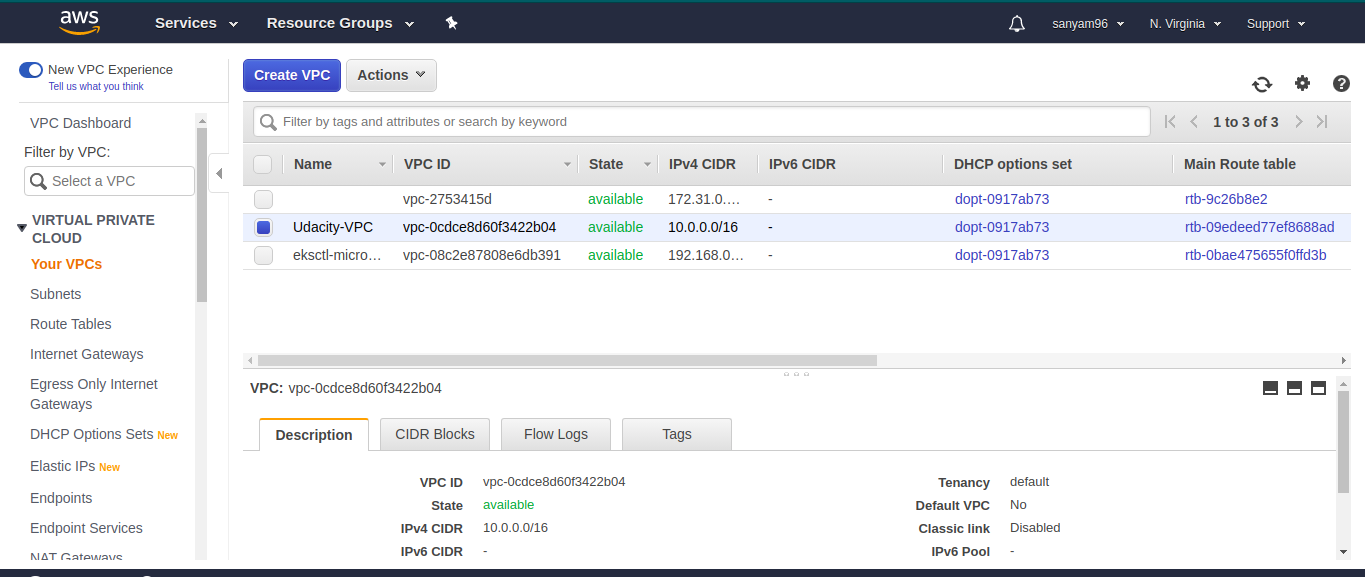 aws Services Resource Groups sanyam96 N. Virginia Support
New VPC Experience
Tell us what you think
VPC Dashboard
Filter by VPC:
Select a VPC
VIRTUAL PRIVATE
CLOUD
Your VPCs
Subnets
Route Tables
Internet Gateways
Egress Only Internet
Gateways
DHCP Options Sets New
Elastic IPs New
Endpoints
Endpoint Services
NAT Gateways
Create VPC Actions
Filter by tags and attributes or search by keyword 1 to 3 of 3
Name VPC ID State IPv4 CIDR IPv6 CIDR DHCP options set Main Route table
vpc-2753415d available 172.31.0.… - dopt-0917ab73 rtb-9c26b8e2
Udacity-VPC vpc-0cdce8d60f3422b04 available 10.0.0.0/16 - dopt-0917ab73 rtb-09edeed77ef8688ad
eksctl-micro… vpc-08c2e87808e6db391 available 192.168.0… - dopt-0917ab73 rtb-0bae475655f0ffd3b
VPC: vpc-0cdce8d60f3422b04
Description CIDR Blocks Flow Logs Tags
VPC ID vpc-0cdce8d60f3422b04 Tenancy default
State available Default VPC No
IPv4 CIDR 10.0.0.0/16 Classic link Disabled
IPv6 CIDR - IPv6 Pool -